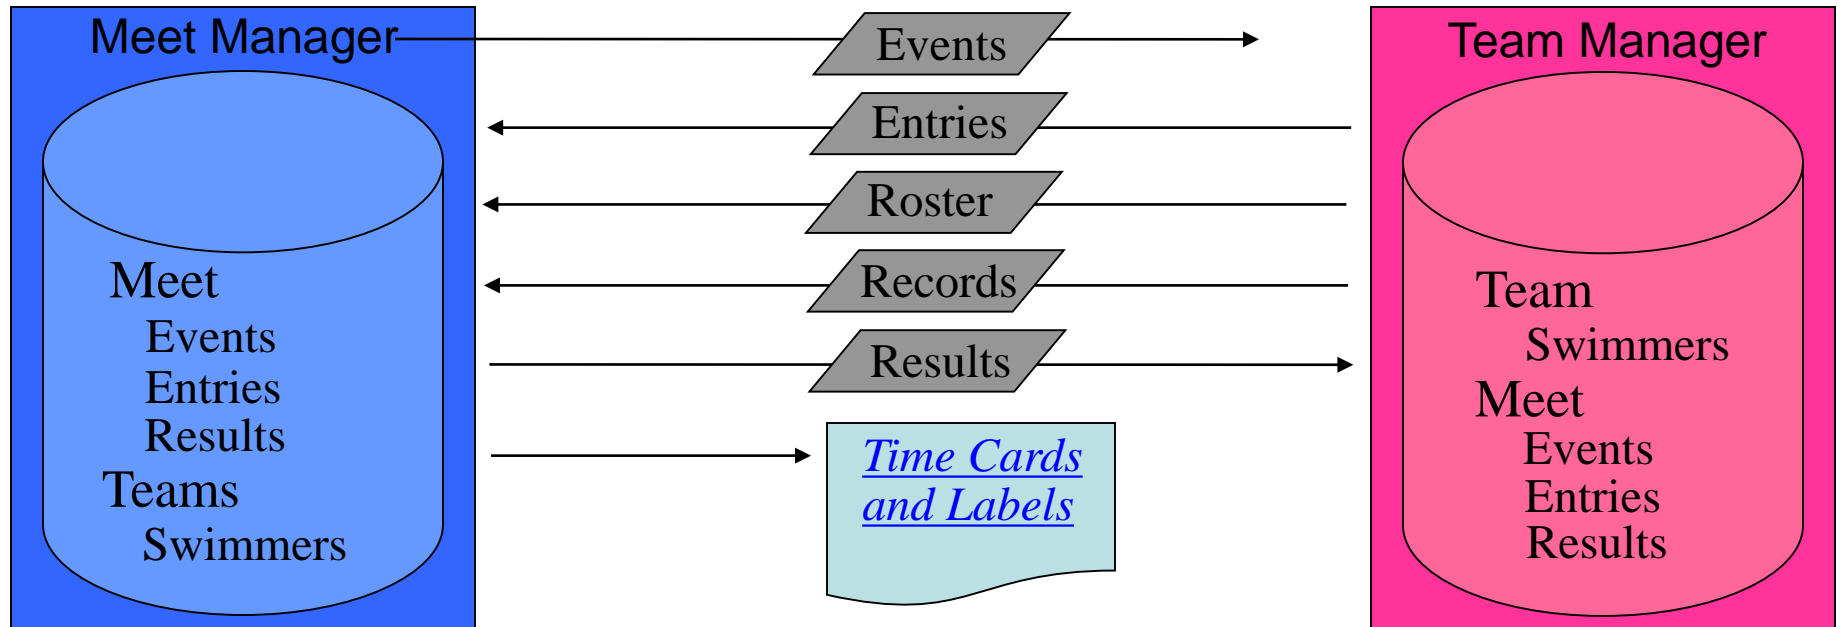 Meet Manager
Meet
Events
Entries
Results
Teams
Swimmers
Events
Entries
Roster
Records
Results
Time Cards
and Labels
Team Manager
Team
Swimmers
Meet
Events
Entries
Results